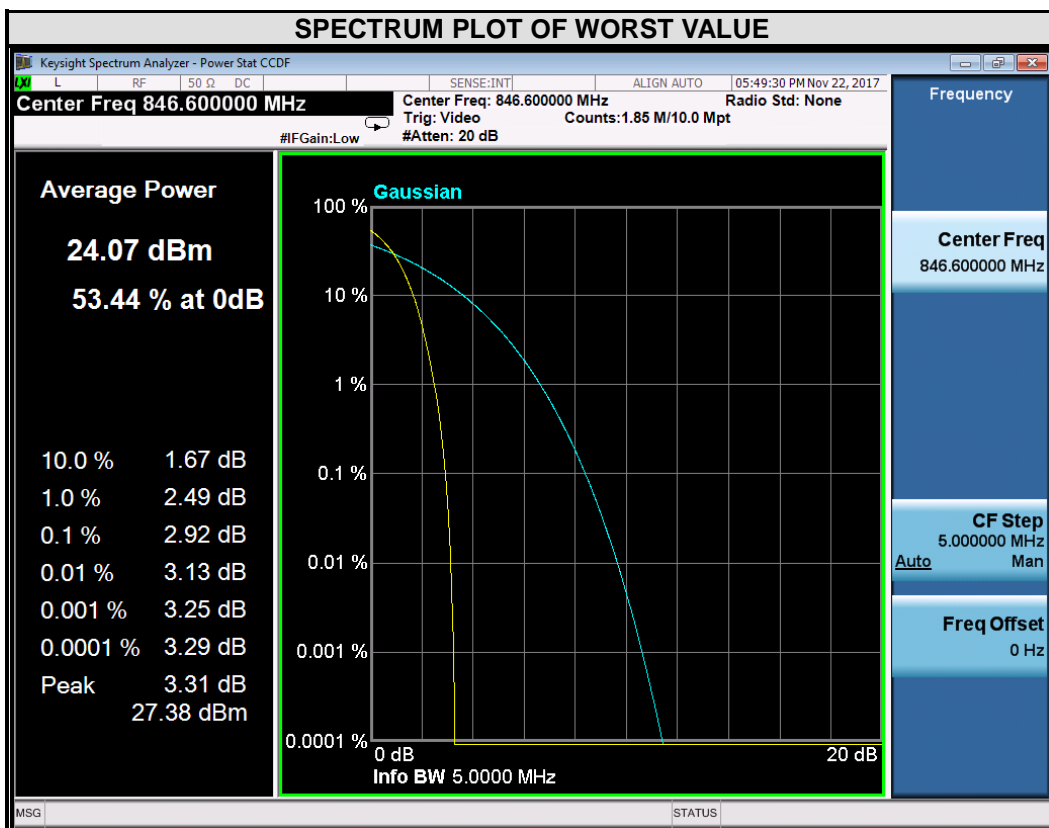 SPECTRUM PLOT OF WORST VALUE
Keysight Spectrum Analyzer - Power Stat CCDF
LXI L RF 50 Ω DC SENSE:INT ALIGN AUTO 05:49:30 PM Nov 22, 2017
Center Freq 846.600000 MHz
#IFGain:Low
Center Freq: 846.600000 MHz Radio Std: None
Trig: Video Counts:1.85 M/10.0 Mpt
#Atten: 20 dB
Average Power
24.07 dBm
53.44 % at 0dB
10.0 % 1.67 dB
1.0 % 2.49 dB
0.1 % 2.92 dB
0.01 % 3.13 dB
0.001 % 3.25 dB
0.0001 % 3.29 dB
Peak 3.31 dB
27.38 dBm
Gaussian
100 %
10 %
1 %
0.1 %
0.01 %
0.001 %
0.0001 %
0 dB 20 dB
Info BW 5.0000 MHz
Frequency
Center Freq
846.600000 MHz
CF Step
5.000000 MHz
Auto Man
Freq Offset
0 Hz
MSG STATUS